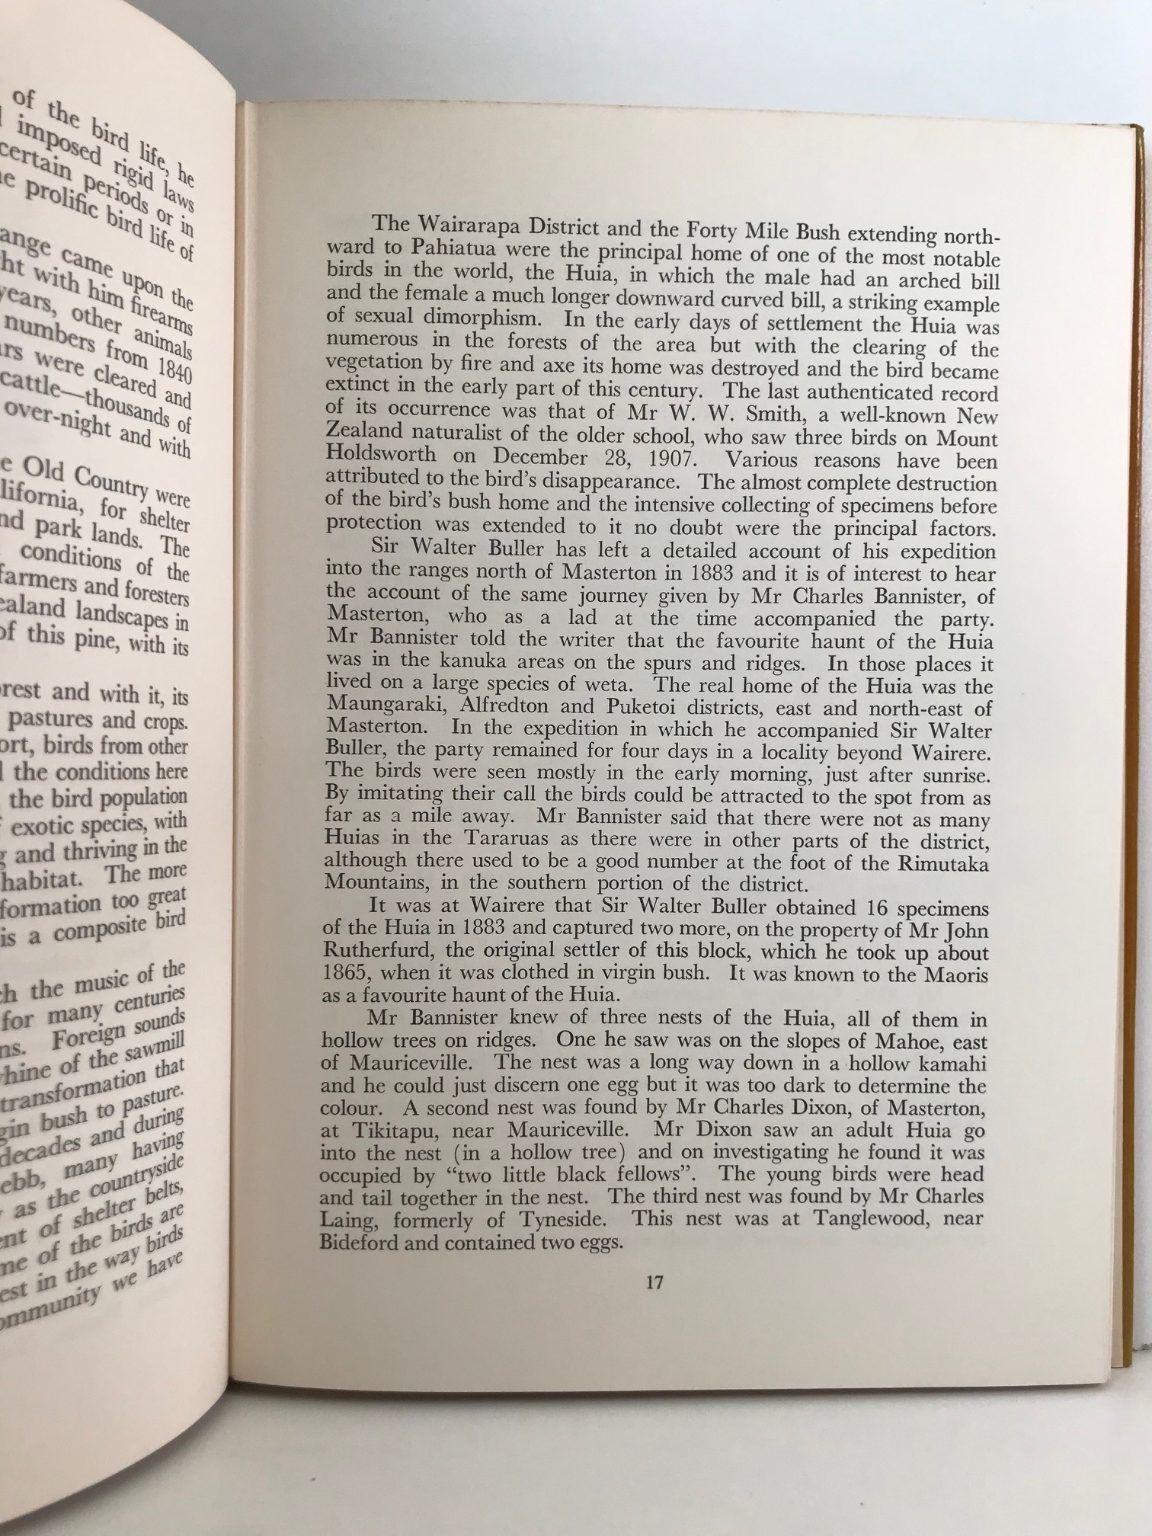 of the bird life, he
imposed rigid laws
certain periods or in
prolific bird life of
ange came upon the
ht with him firearms
years, other animals
numbers from 1840
rs were cleared and
cattle—thousands of
over-night and with
e Old Country were
lifornia, for shelter
nd park lands. The
conditions of the
farmers and foresters
ealand landscapes in
of this pine, with its
rest and with it, its
pastures and crops.
ort, birds from other
the conditions here
the bird population
exotic species, with
and thriving in the
habitat. The more
formation too great
is a composite bird
ch the music of the
for many centuries
ns. Foreign sounds
whine of the sawmill
transformation that
gin bush to pasture.
decades and during
ebb, many having
as the countryside
ent of shelter belts,
me of the birds are
est in the way birds
ommunity we have
The Wairarapa District and the Forty Mile Bush extending north-
ward to Pahiatua were the principal home of one of the most notable
birds in the world, the Huia, in which the male had an arched bill
and the female a much longer downward curved bill, a striking example
of sexual dimorphism. In the early days of settlement the Huia was
numerous in the forests of the area but with the clearing of the
vegetation by fire and axe its home was destroyed and the bird became
extinct in the early part of this century. The last authenticated record
of its occurrence was that of Mr W. W. Smith, a well-known New
Zealand naturalist of the older school, who saw three birds on Mount
Holdsworth on December 28, 1907. Various reasons have been
attributed to the bird's disappearance. The almost complete destruction
of the bird's bush home and the intensive collecting of specimens before
protection was extended to it no doubt were the principal factors.
Sir Walter Buller has left a detailed account of his expedition
into the ranges north of Masterton in 1883 and it is of interest to hear
the account of the same journey given by Mr Charles Bannister, of
Masterton, who as a lad at the time accompanied the party.
Mr Bannister told the writer that the favourite haunt of the Huia
was in the kanuka areas on the spurs and ridges. In those places it
lived on a large species of weta. The real home of the Huia was the
Maungaraki, Alfredton and Puketoi districts, east and north-east of
Masterton. In the expedition in which he accompanied Sir Walter
Buller, the party remained for four days in a locality beyond Wairere.
The birds were seen mostly in the early morning, just after sunrise.
By imitating their call the birds could be attracted to the spot from as
far as a mile away. Mr Bannister said that there were not as many
Huias in the Tararuas as there were in other parts of the district,
although there used to be a good number at the foot of the Rimutaka
Mountains, in the southern portion of the district.
It was at Wairere that Sir Walter Buller obtained 16 specimens
of the Huia in 1883 and captured two more, on the property of Mr John
Rutherfurd, the original settler of this block, which he took up about
1865, when it was clothed in virgin bush. It was known to the Maoris
as a favourite haunt of the Huia.
Mr Bannister knew of three nests of the Huia, all of them in
hollow trees on ridges. One he saw was on the slopes of Mahoe, east
of Mauriceville. The nest was a long way down in a hollow kamahi
and he could just discern one egg but it was too dark to determine the
colour. A second nest was found by Mr Charles Dixon, of Masterton,
at Tikitapu, near Mauriceville. Mr Dixon saw an adult Huia go
into the nest (in a hollow tree) and on investigating he found it was
occupied by "two little black fellows". The young birds were head
and tail together in the nest. The third nest was found by Mr Charles
Laing, formerly of Tyneside. This nest was at Tanglewood, near
Bideford and contained two eggs.
17